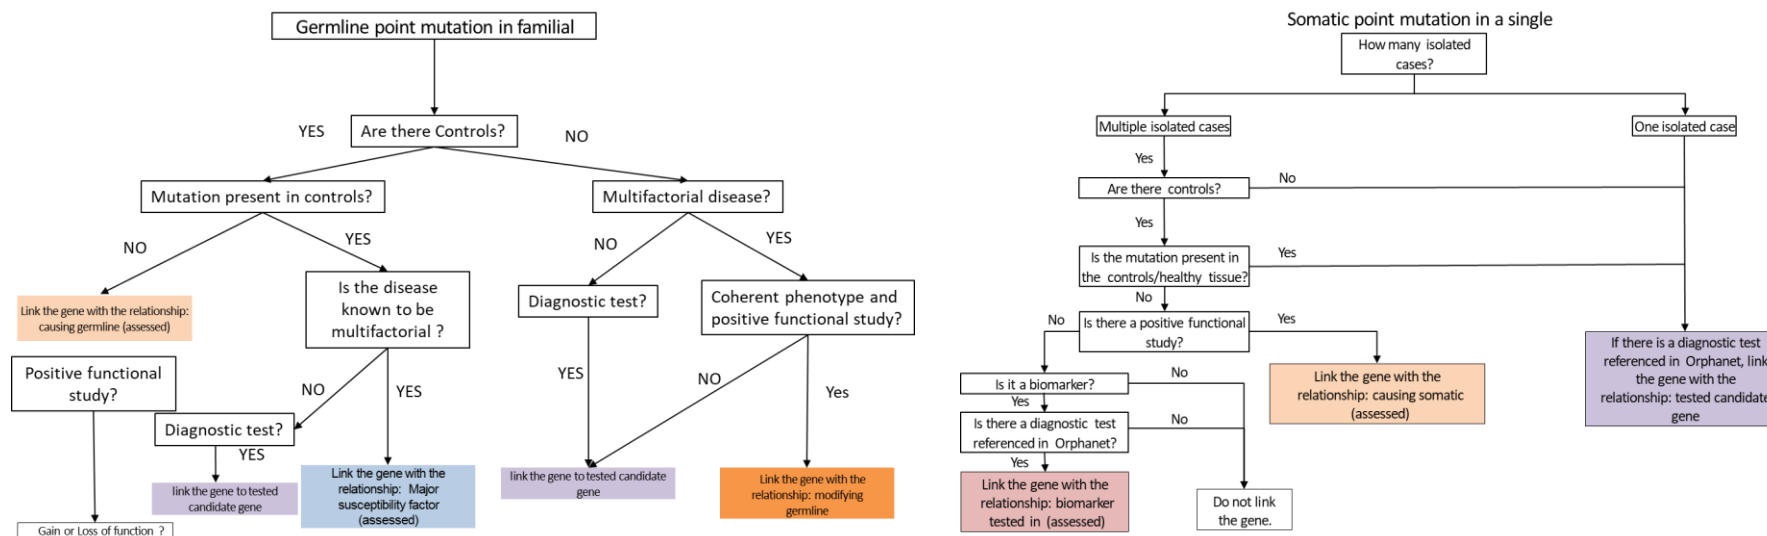 Germline point mutation in familial
YES
Are there Controls?
NO
Mutation present in controls?
Multifactorial disease?
NO
YES
NO
YES
Link the gene with the relationship:
causing germline (assessed)
Is the disease
known to be
multifactorial ?
Diagnostic test?
Coherent phenotype and
positive functional study?
Positive functional
study?
NO
YES
YES
NO
Yes
Diagnostic test?
YES
link the gene to tested
candidate gene
Link the gene with the
relationship: Major
susceptibility factor
(assessed)
link the gene to tested candidate
gene
Link the gene with the
relationship: modifying
germline
Gain or Loss of function ?
Somatic point mutation in a single
How many isolated
cases?
Multiple isolated cases
One isolated case
Yes
Are there controls?
No
Yes
Is the mutation present in
the controls/healthy tissue?
Yes
No
No
Is there a positive functional
study?
Yes
Is it a biomarker?
No
Yes
Is there a diagnostic test
referenced in Orphanet?
No
Yes
Link the gene with the
relationship: biomarker
tested in (assessed)
Do not link
the gene.
Link the gene with the
relationship: causing somatic
(assessed)
If there is a diagnostic test
referenced in Orphanet, link
the gene with the
relationship: tested candidate
gene